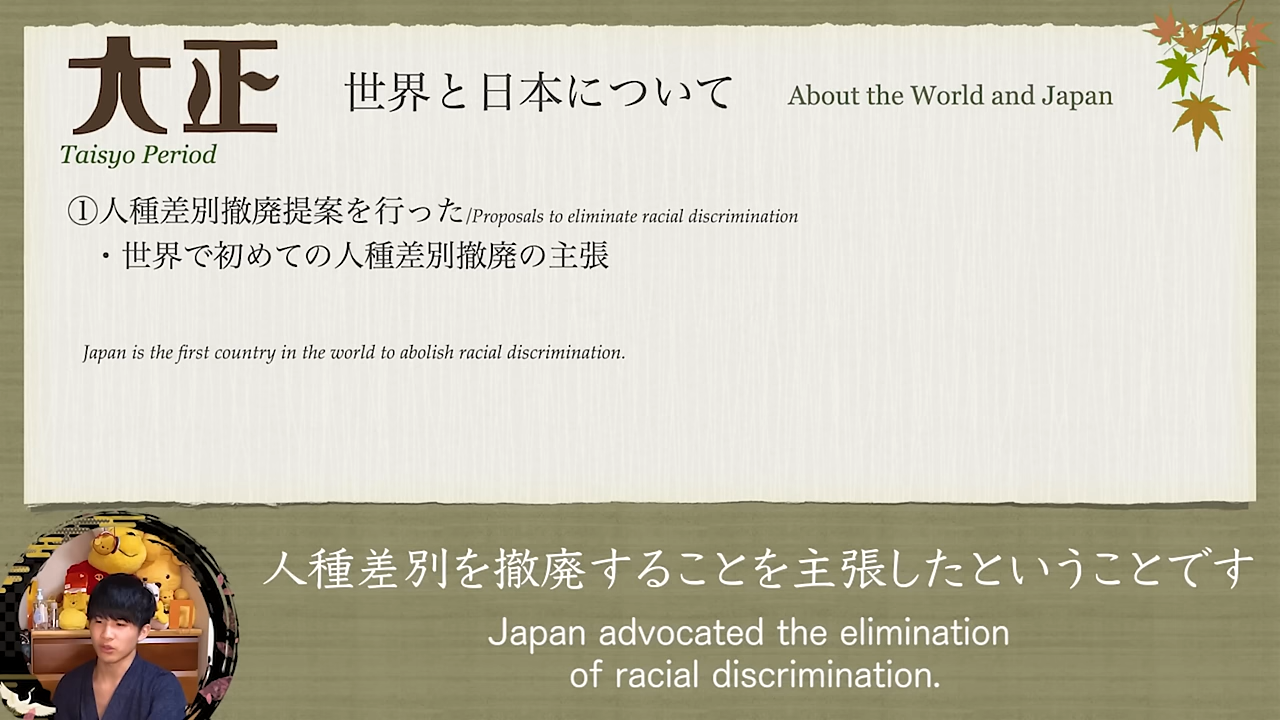 大正
世界と日本について
About the World and Japan
Taisyo Period
①人種差別撤廃提案を行った/Proposals to eliminate racial discrimination
・世界で初めての人種差別撤廃の主張
Japan is the first country in the world to abolish racial discrimination.
人種差別を撤廃することを主張したということです
Japan advocated the elimination
of racial discrimination.